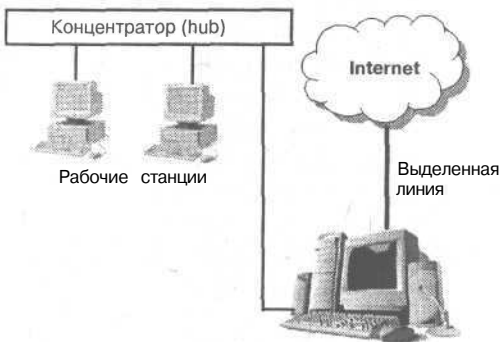 Концентратор (hub)
Internet
Рабочие станции
Выделенная
линия